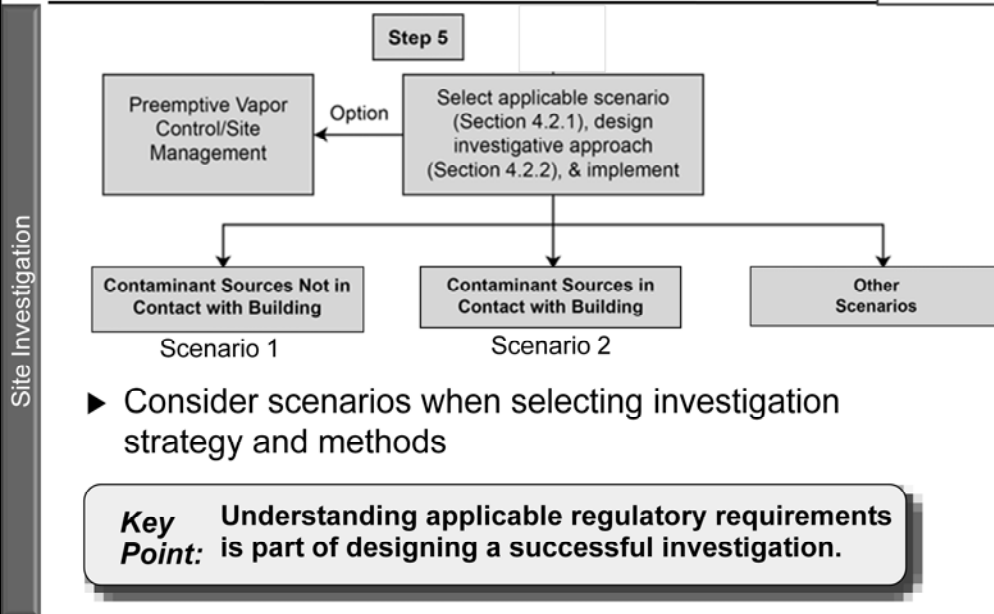 Site Investigation
Step 5
Preemptive Vapor
Control/Site
Management
Option
Select applicable scenario
(Section 4.2.1), design
investigative approach
(Section 4.2.2), & implement
Contaminant Sources Not in
Contact with Building
Scenario 1
Contaminant Sources in
Contact with Building
Scenario 2
Other
Scenarios
Consider scenarios when selecting investigation
strategy and methods
Key
Point:
Understanding applicable regulatory requirements
is part of designing a successful investigation.